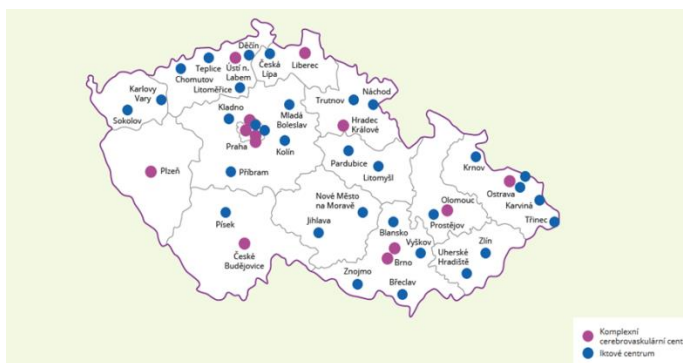 Děčín
Teplice
Ústí n.
Labem
Česká
Lípa
Liberec
Chomutov
Litoměřice
Karlovy
Vary
Sokolov
Kladno
Mladá
Boleslav
Trutnov
Náchod
Hradec
Králové
Praha
Kolín
Plzeň
Příbram
Pardubice
Litomyšl
Krnov
Ostrava
Karviná
Třinec
Olomouc
Prostějov
Nové Město
na Moravě
Jihlava
Písek
České
Budějovice
Blansko
Vyškov
Brno
Zlín
Uherské
Hradiště
Znojmo
Břeclav
Komplexní
cerebrovaskulární cent
Iktové centrum